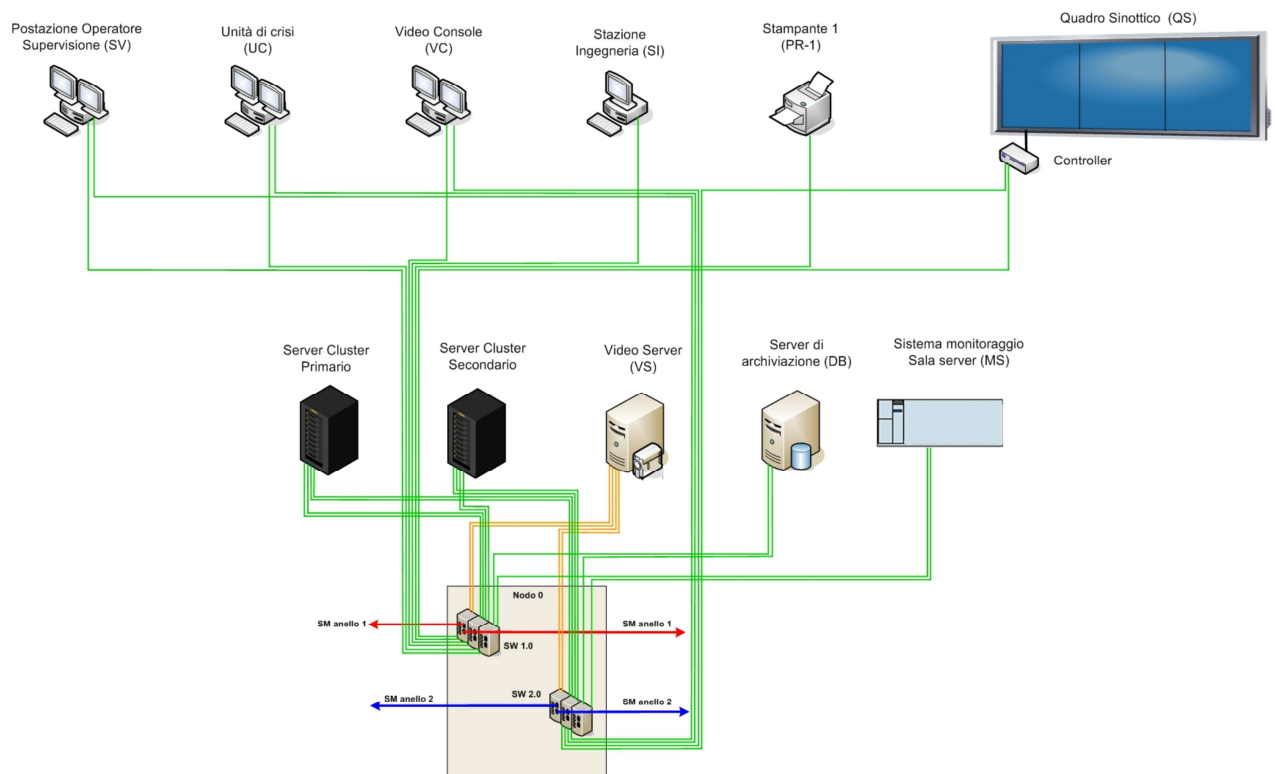 Postazione Operatore
Supervisione (SV)
Unità di crisi
(UC)
Video Console
(VC)
Stazione
Ingegneria (SI)
Stampante 1
(PR-1)
Quadro Sinottico (QS)
Controller
Server Cluster
Primario
Server Cluster
Secondario
Video Server
(VS)
Server di
archiviazione (DB)
Sistema monitoraggio
Sala server (MS)
Nodo 0
SM anello 1
SM anello 1
SW 1.0
SM anello 2
SW 2.0
SM anello 2